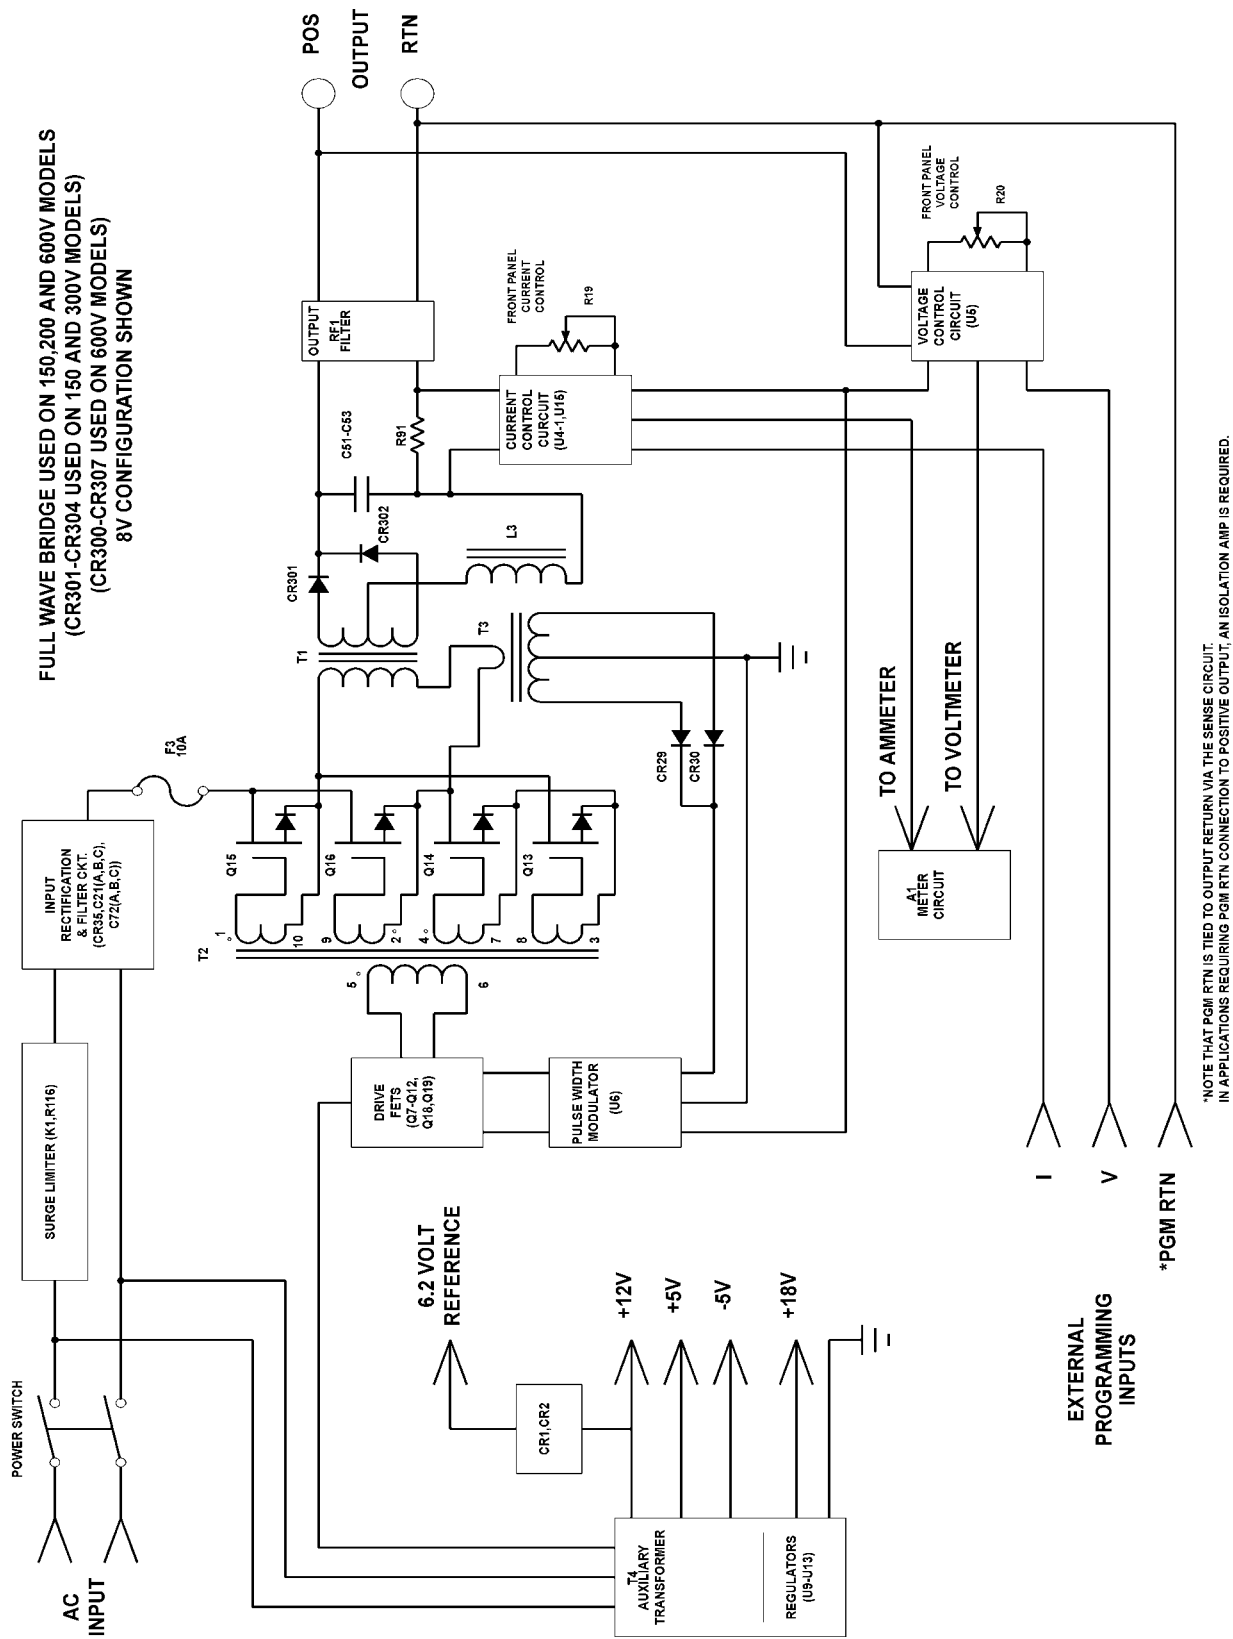 FULL WAVE BRIDGE USED ON 150,200 AND 600V MODELS
(CR301-CR304 USED ON 150 AND 300V MODELS)
(CR300-CR307 USED ON 600V MODELS)
8V CONFIGURATION SHOWN
AC
INPUT
POWER SWITCH
SURGE LIMITER (K1,R116)
INPUT
RECTIFICATION
& FILTER CKT.
(CR35,C21(A,B,C),
C72(A,B,C))
F3
10A
Q15
Q16
Q14
Q13
T2
1
10
9
2
4
7
8
3
5
6
T1
CR301
CR302
C51-C53
R91
L3
T3
CR29
CR30
OUTPUT
RF1
FILTER
POS
OUTPUT
RTN
FRONT PANEL
CURRENT
CONTROL
R19
CURRENT
CONTROL
CURCUIT
(U4-1,U15)
FRONT PANEL
VOLTAGE
CONTROL
R20
VOLTAGE
CONTROL
CIRCUIT
(U5)
DRIVE
FETS
(Q7-Q12,
Q18,Q19)
PULSE WIDTH
MODULATOR
(U6)
TO AMMETER
TO VOLTMETER
A1
METER
CIRCUIT
6.2 VOLT
REFERENCE
CR1,CR2
+12V
+5V
-5V
+18V
T4
AUXILIARY
TRANSFORMER
REGULATORS
(U9-U13)
EXTERNAL
PROGRAMMING
INPUTS
I
V
*PGM RTN
*NOTE THAT PGM RTN IS TIED TO OUTPUT RETURN VIA THE SENSE CIRCUIT.
IN APPLICATIONS REQUIRING PGM RTN CONNECTION TO POSITIVE OUTPUT, AN ISOLATION AMP IS REQUIRED.